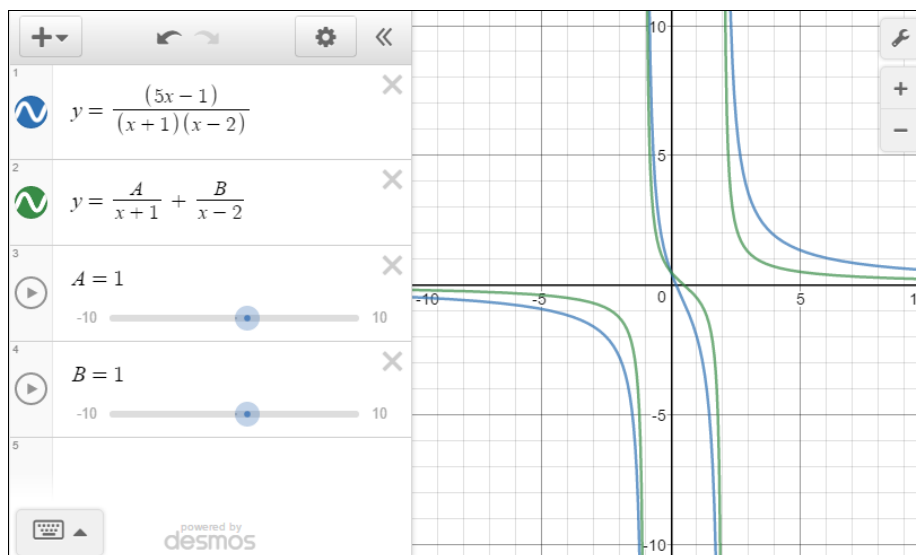 1
y = (5x − 1) / (x + 1)(x − 2)
2
y = A / x + 1 + B / x − 2
3
A = 1
-10 10
4
B = 1
-10 10
5
powered by
desmos
10
5
-10 -5 0 5 1
-5
-10